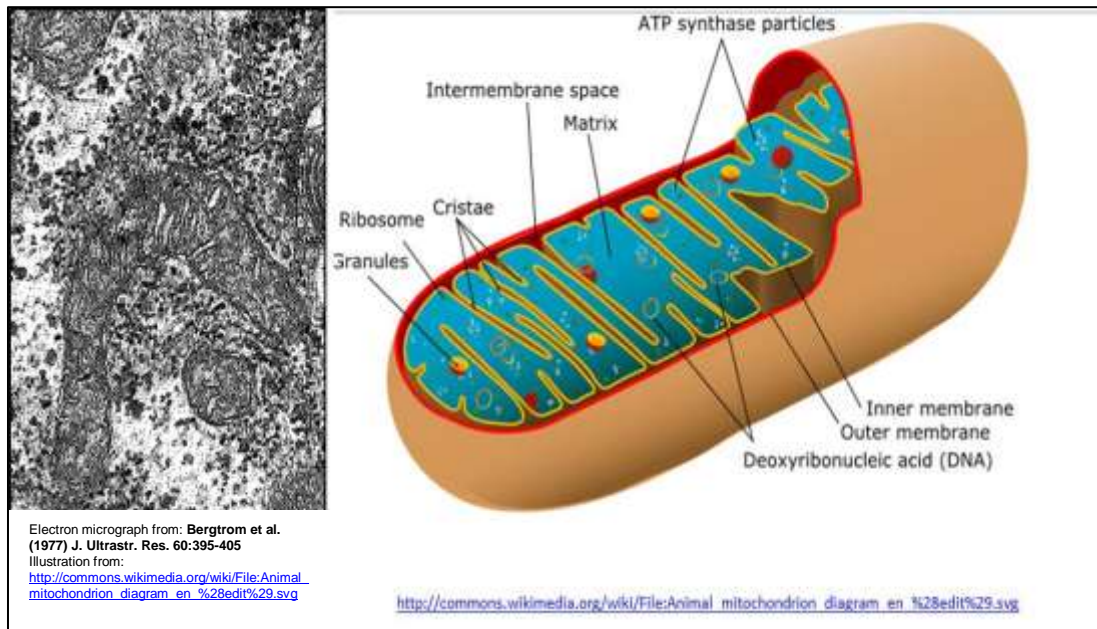 ATP synthase particles
Intermembrane space
Matrix
Cristae
Ribosome
Granules
Inner membrane
Outer membrane
Deoxyribonucleic acid (DNA)
Electron micrograph from: Bergtrom et al.
(1977) J. Ultrastr. Res. 60:395-405
Illustration from:
http://commons.wikimedia.org/wiki/File:Animal_
mitochondrion_diagram_en_%28edit%29.svg
http://commons.wikimedia.org/wiki/File:Animal_mitochondrion_diagram_en_%28edit%29.svg